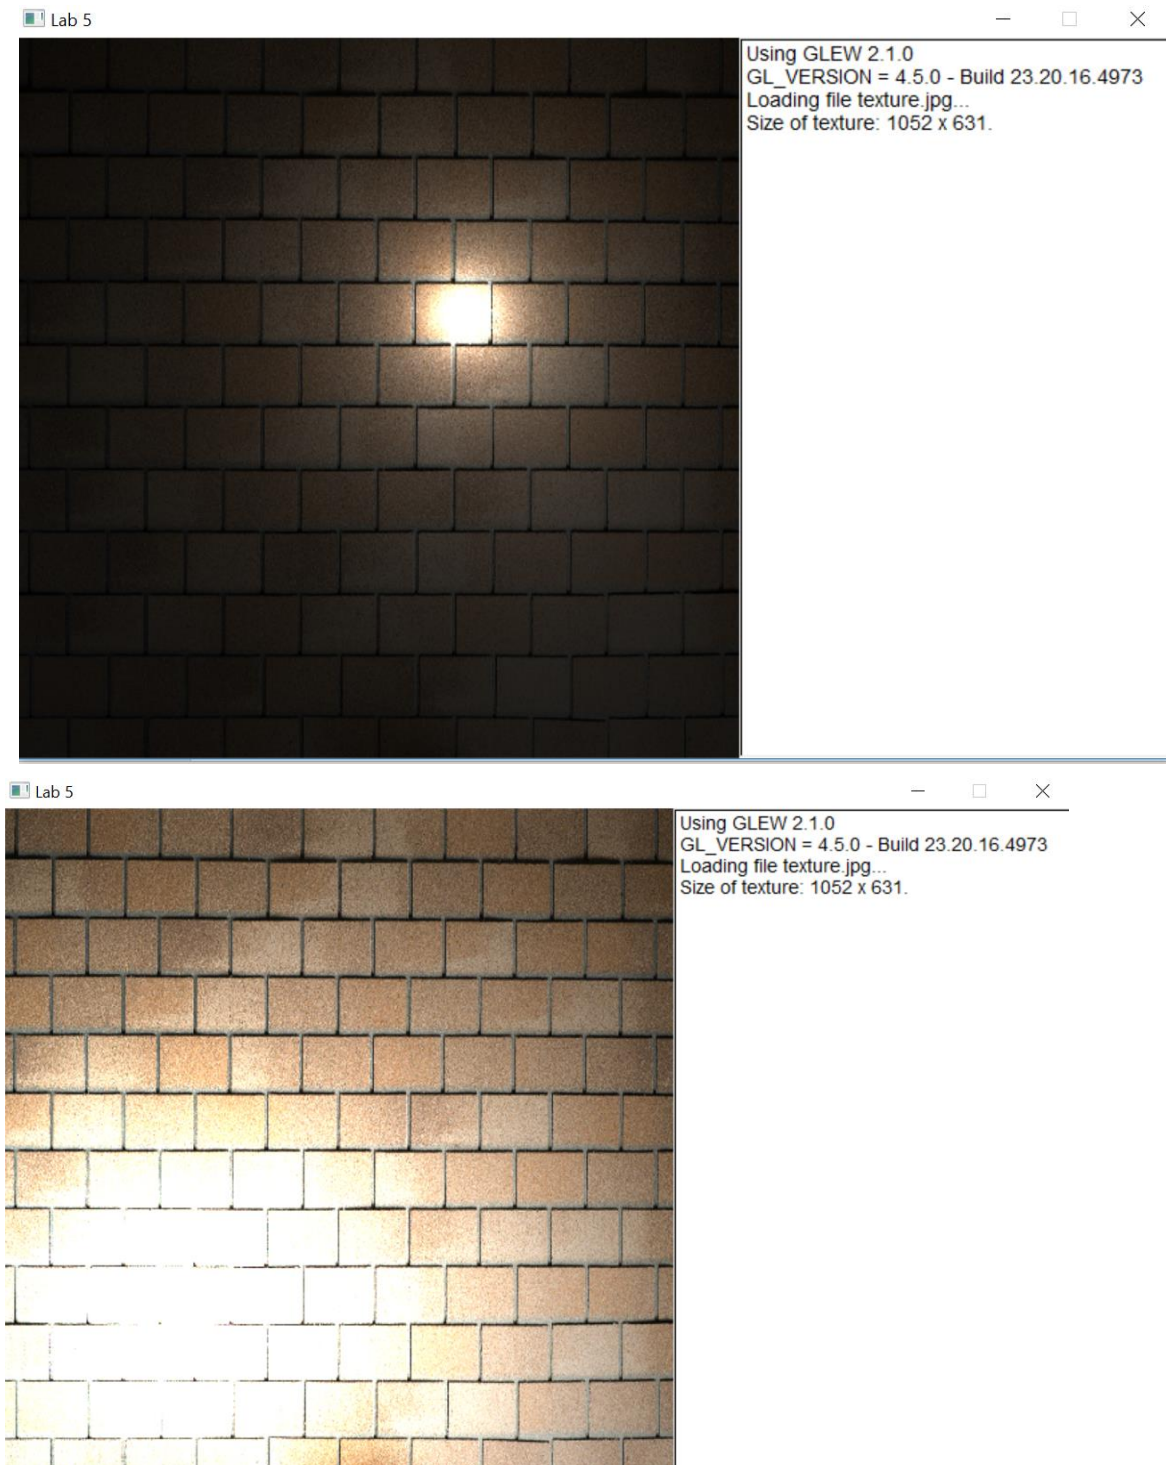 Lab 5
Using GLEW 2.1.0
GL_VERSION = 4.5.0 - Build 23.20.16.4973
Loading file texture.jpg...
Size of texture: 1052 x 631.
Lab 5
Using GLEW 2.1.0
GL_VERSION = 4.5.0 - Build 23.20.16.4973
Loading file texture.jpg...
Size of texture: 1052 x 631.